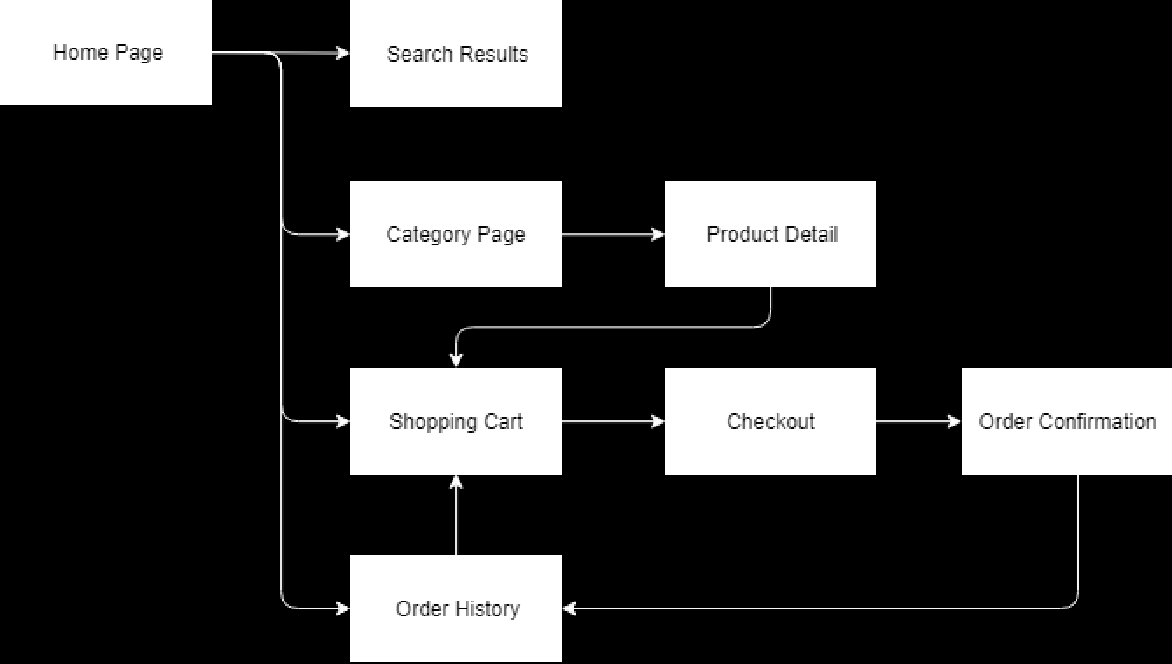 Home Page
Search Results
Category Page
Product Detail
Shopping Cart
Checkout
Order Confirmation
Order History